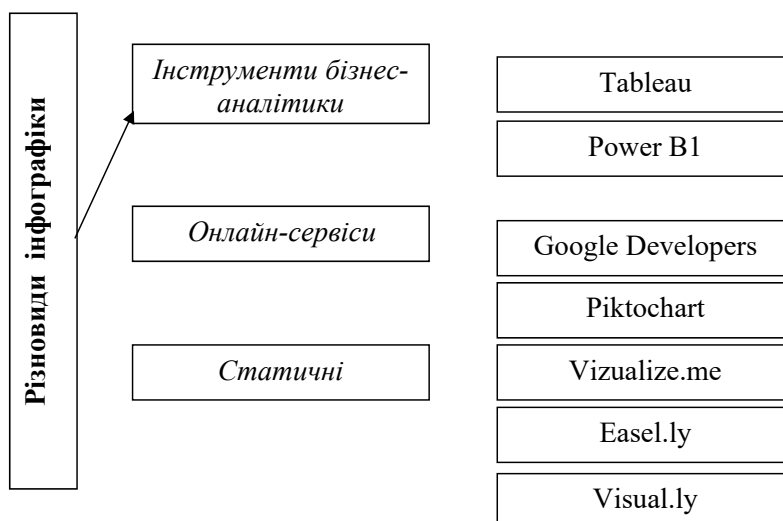 Різновиди інфографіки
Інструменти бізнес-
аналітики
Tableau
Power B1
Онлайн-сервіси
Google Developers
Piktochart
Статичні
Vizualize.me
Easel.ly
Visual.ly